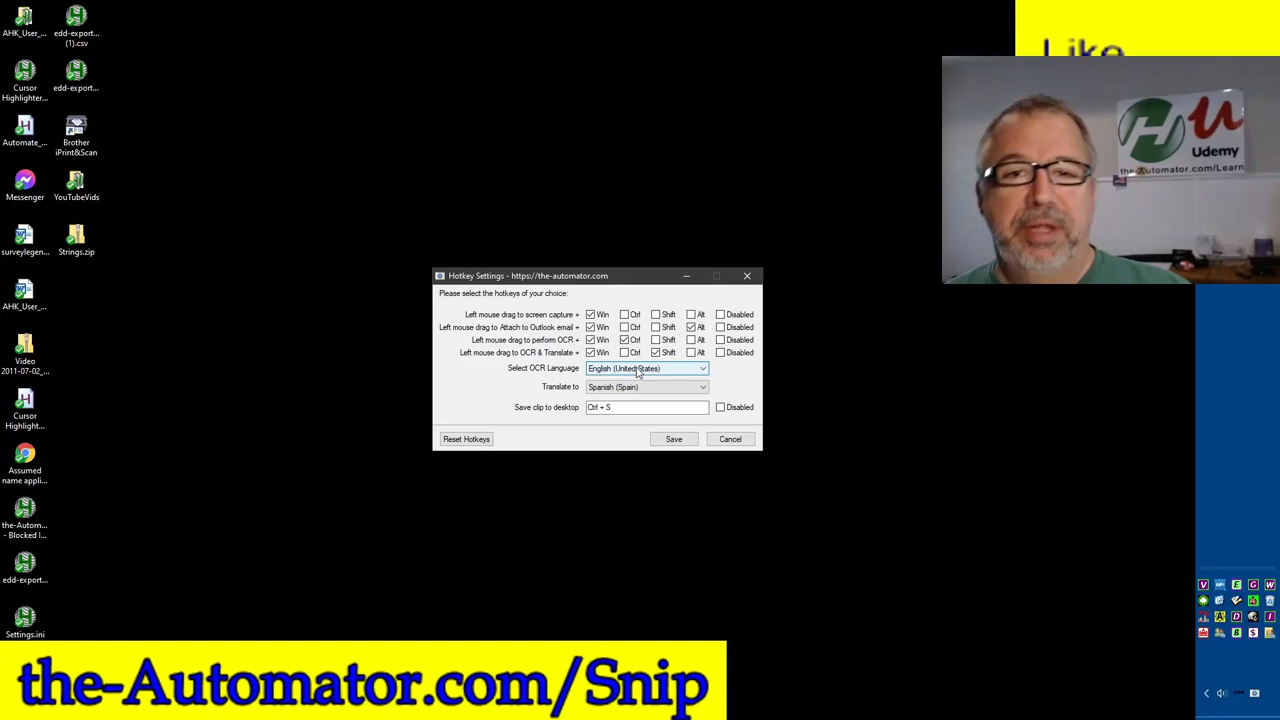 AHK_User_...
edd-export...
(1).csv
Cursor
Highlighter...
edd-export...
Automate_...
Brother
iPrint&Scan
Messenger
YouTubeVids
surveylegen...
Strings.zip
AHK_User_...
Video
2011-07-02_...
Cursor
Highlight...
Assumed
name appli...
the-Autom...
- Blocked I...
edd-export...
Settings.ini
Like
H
Udemy
the-Automator.com/Learn
Hotkey Settings - https://the-automator.com
Please select the hotkeys of your choice:
Left mouse drag to screen capture + Win Ctrl Shift Alt Disabled
Left mouse drag to Attach to Outlook email + Win Ctrl Shift Alt Disabled
Left mouse drag to perform OCR + Win Ctrl Shift Alt Disabled
Left mouse drag to OCR & Translate + Win Ctrl Shift Alt Disabled
Select OCR Language English (United States)
Translate to Spanish (Spain)
Save clip to desktop Ctrl + S Disabled
Reset Hotkeys Save Cancel
the-Automator.com/Snip